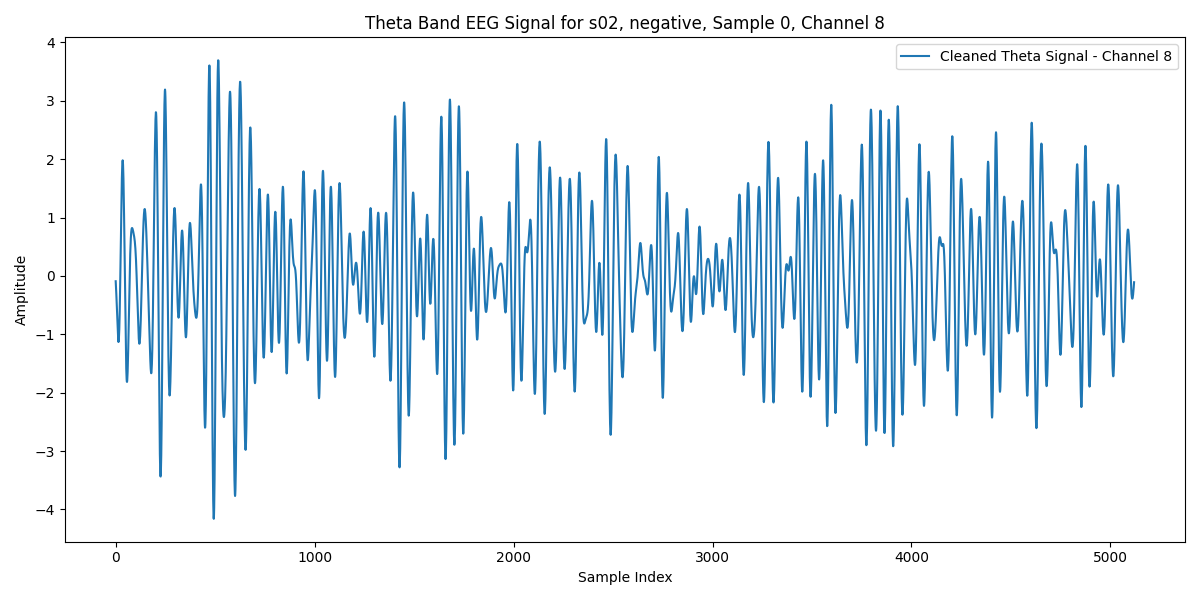 Theta Band EEG Signal for s02, negative, Sample 0, Channel 8
Cleaned Theta Signal - Channel 8
Amplitude
4
3
2
1
0
−1
−2
−3
−4
0 1000 2000 3000 4000 5000
Sample Index